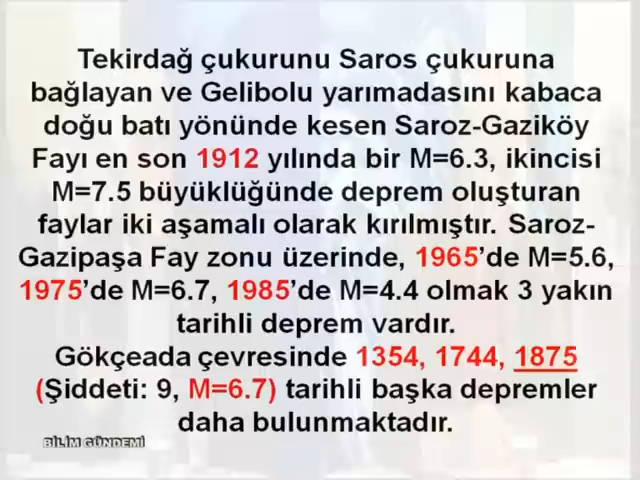 Tekirdağ çukurunu Saros çukuruna
bağlayan ve Gelibolu yarımadasını kabaca
doğu batı yönünde kesen Saroz-Gaziköy
Fayı en son 1912 yılında bir M=6.3, ikincisi
M=7.5 büyüklüğünde deprem oluşturan
faylar iki aşamalı olarak kırılmıştır. Saroz-
Gazipaşa Fay zonu üzerinde, 1965’de M=5.6,
1975’de M=6.7, 1985’de M=4.4 olmak 3 yakın
tarihli deprem vardır.
Gökçeada çevresinde 1354, 1744, 1875
(Şiddeti: 9, M=6.7) tarihli başka depremler
daha bulunmaktadır.
BİLİM GÜNDEMİ